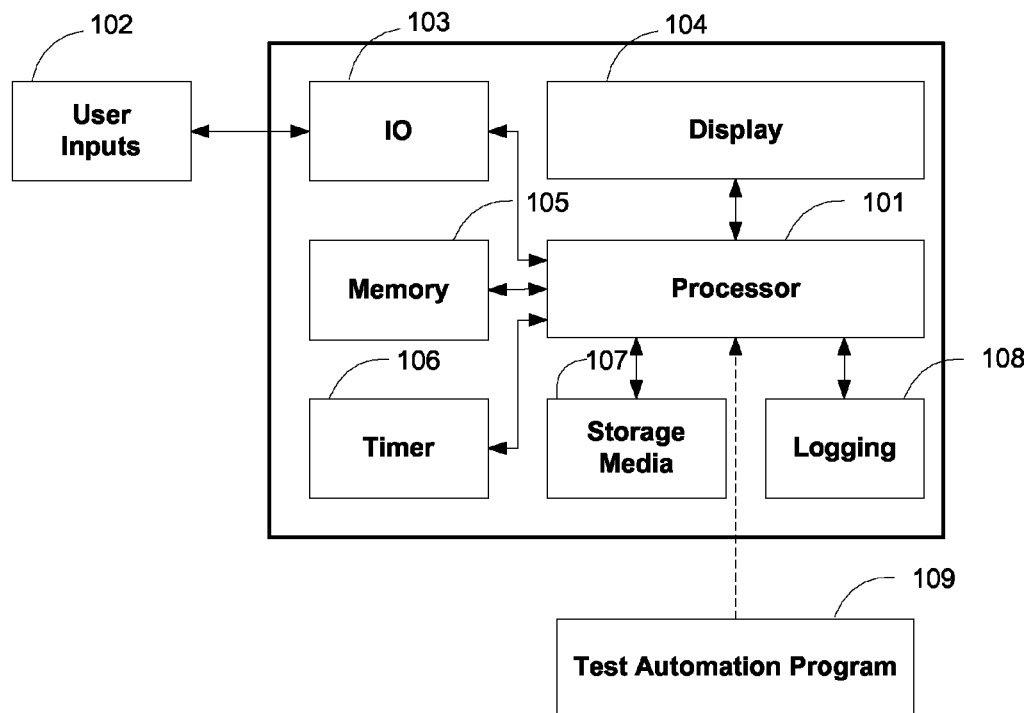 102
103
104
User
Inputs
IO
Display
105
101
Memory
Processor
106
107
108
Timer
Storage
Media
Logging
109
Test Automation Program